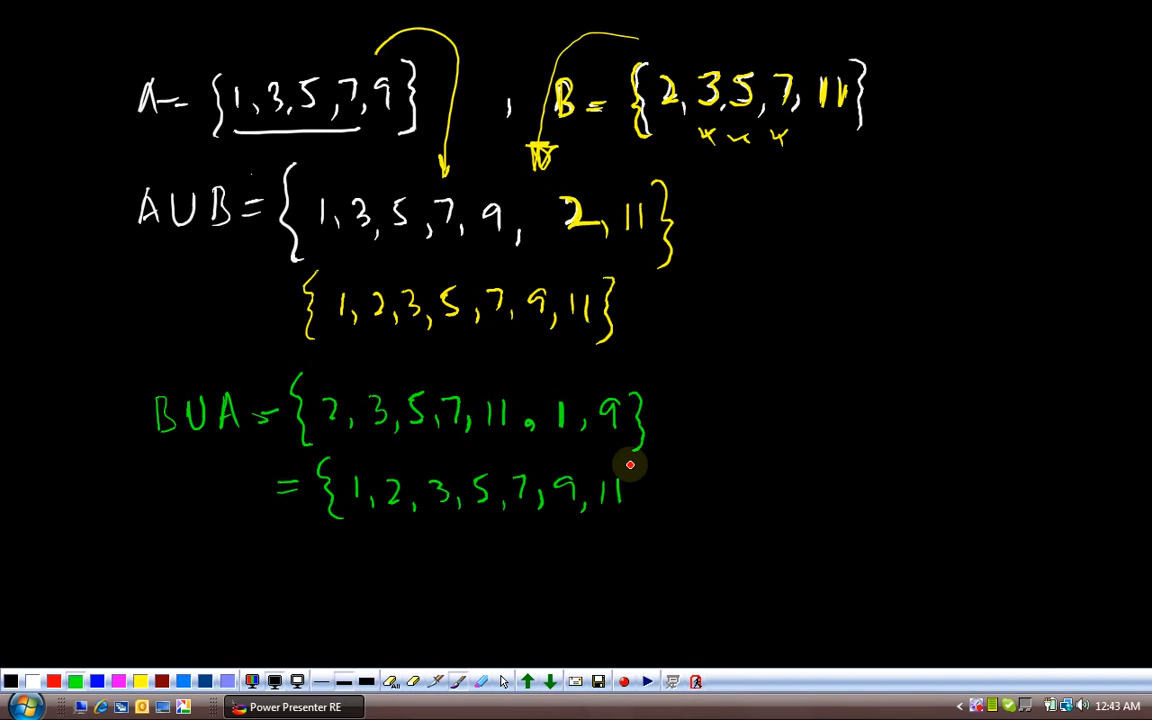 A = {1,3,5,7,9} , B = {2,3,5,7,11}
A U B = {1,3,5,7,9, 2,11}
{1,2,3,5,7,9,11}
B U A = {2,3,5,7,11,1,9}
= {1,2,3,5,7,9,11
All
Power Presenter RE
12:43 AM